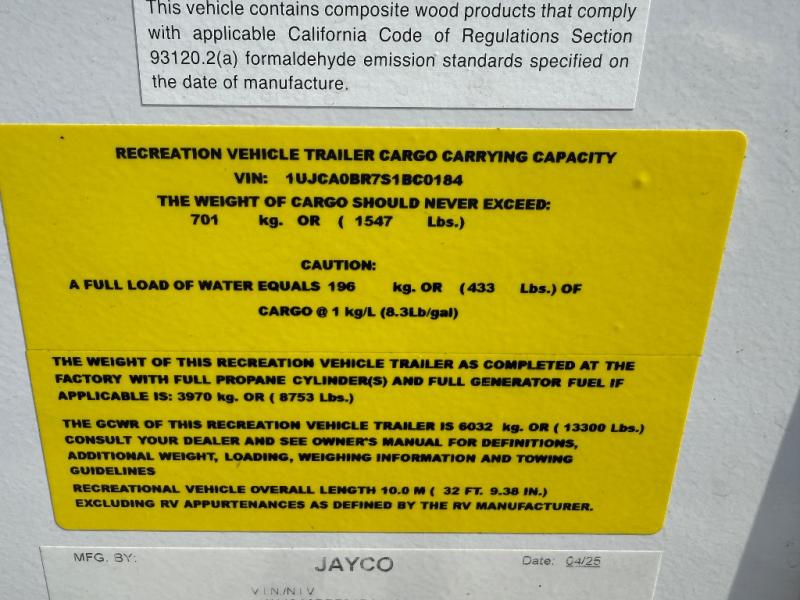 This vehicle contains composite wood products that comply
with applicable California Code of Regulations Section
93120.2(a) formaldehyde emission standards specified on
the date of manufacture.
RECREATION VEHICLE TRAILER CARGO CARRYING CAPACITY
VIN: 1UJCA0BR7S1BC0184
THE WEIGHT OF CARGO SHOULD NEVER EXCEED:
701 kg. OR ( 1547 Lbs.)
CAUTION:
A FULL LOAD OF WATER EQUALS 196 kg. OR (433 Lbs.) OF
CARGO @ 1 kg/L (8.3Lb/gal)
THE WEIGHT OF THIS RECREATION VEHICLE TRAILER AS COMPLETED AT THE
FACTORY WITH FULL PROPANE CYLINDER(S) AND FULL GENERATOR FUEL IF
APPLICABLE IS: 3970 kg. OR ( 8753 Lbs.)
THE GCWR OF THIS RECREATION VEHICLE TRAILER IS 6032 kg. OR ( 13300 Lbs.)
CONSULT YOUR DEALER AND SEE OWNER'S MANUAL FOR DEFINITIONS,
ADDITIONAL WEIGHT, LOADING, WEIGHING INFORMATION AND TOWING
GUIDELINES
RECREATIONAL VEHICLE OVERALL LENGTH 10.0 M ( 32 FT. 9.38 IN.)
EXCLUDING RV APPURTENANCES AS DEFINED BY THE RV MANUFACTURER.
MFG. BY: JAYCO Date: 04/25
VIN/NIV